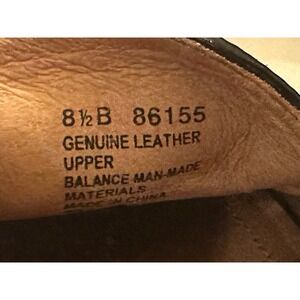 8½B 86155
GENUINE LEATHER
UPPER
BALANCE MAN-MADE
MATERIALS
MADE IN CHINA